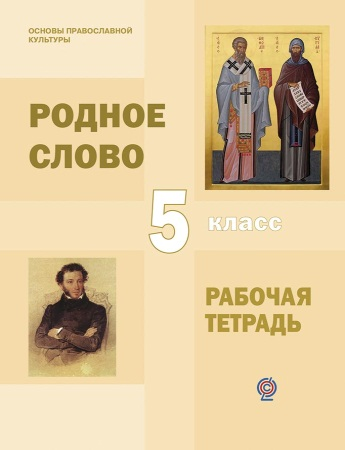 ОСНОВЫ ПРАВОСЛАВНОЙ
КУЛЬТУРЫ
РОДНОЕ
СЛОВО
5 класс
РАБОЧАЯ
ТЕТРАДЬ